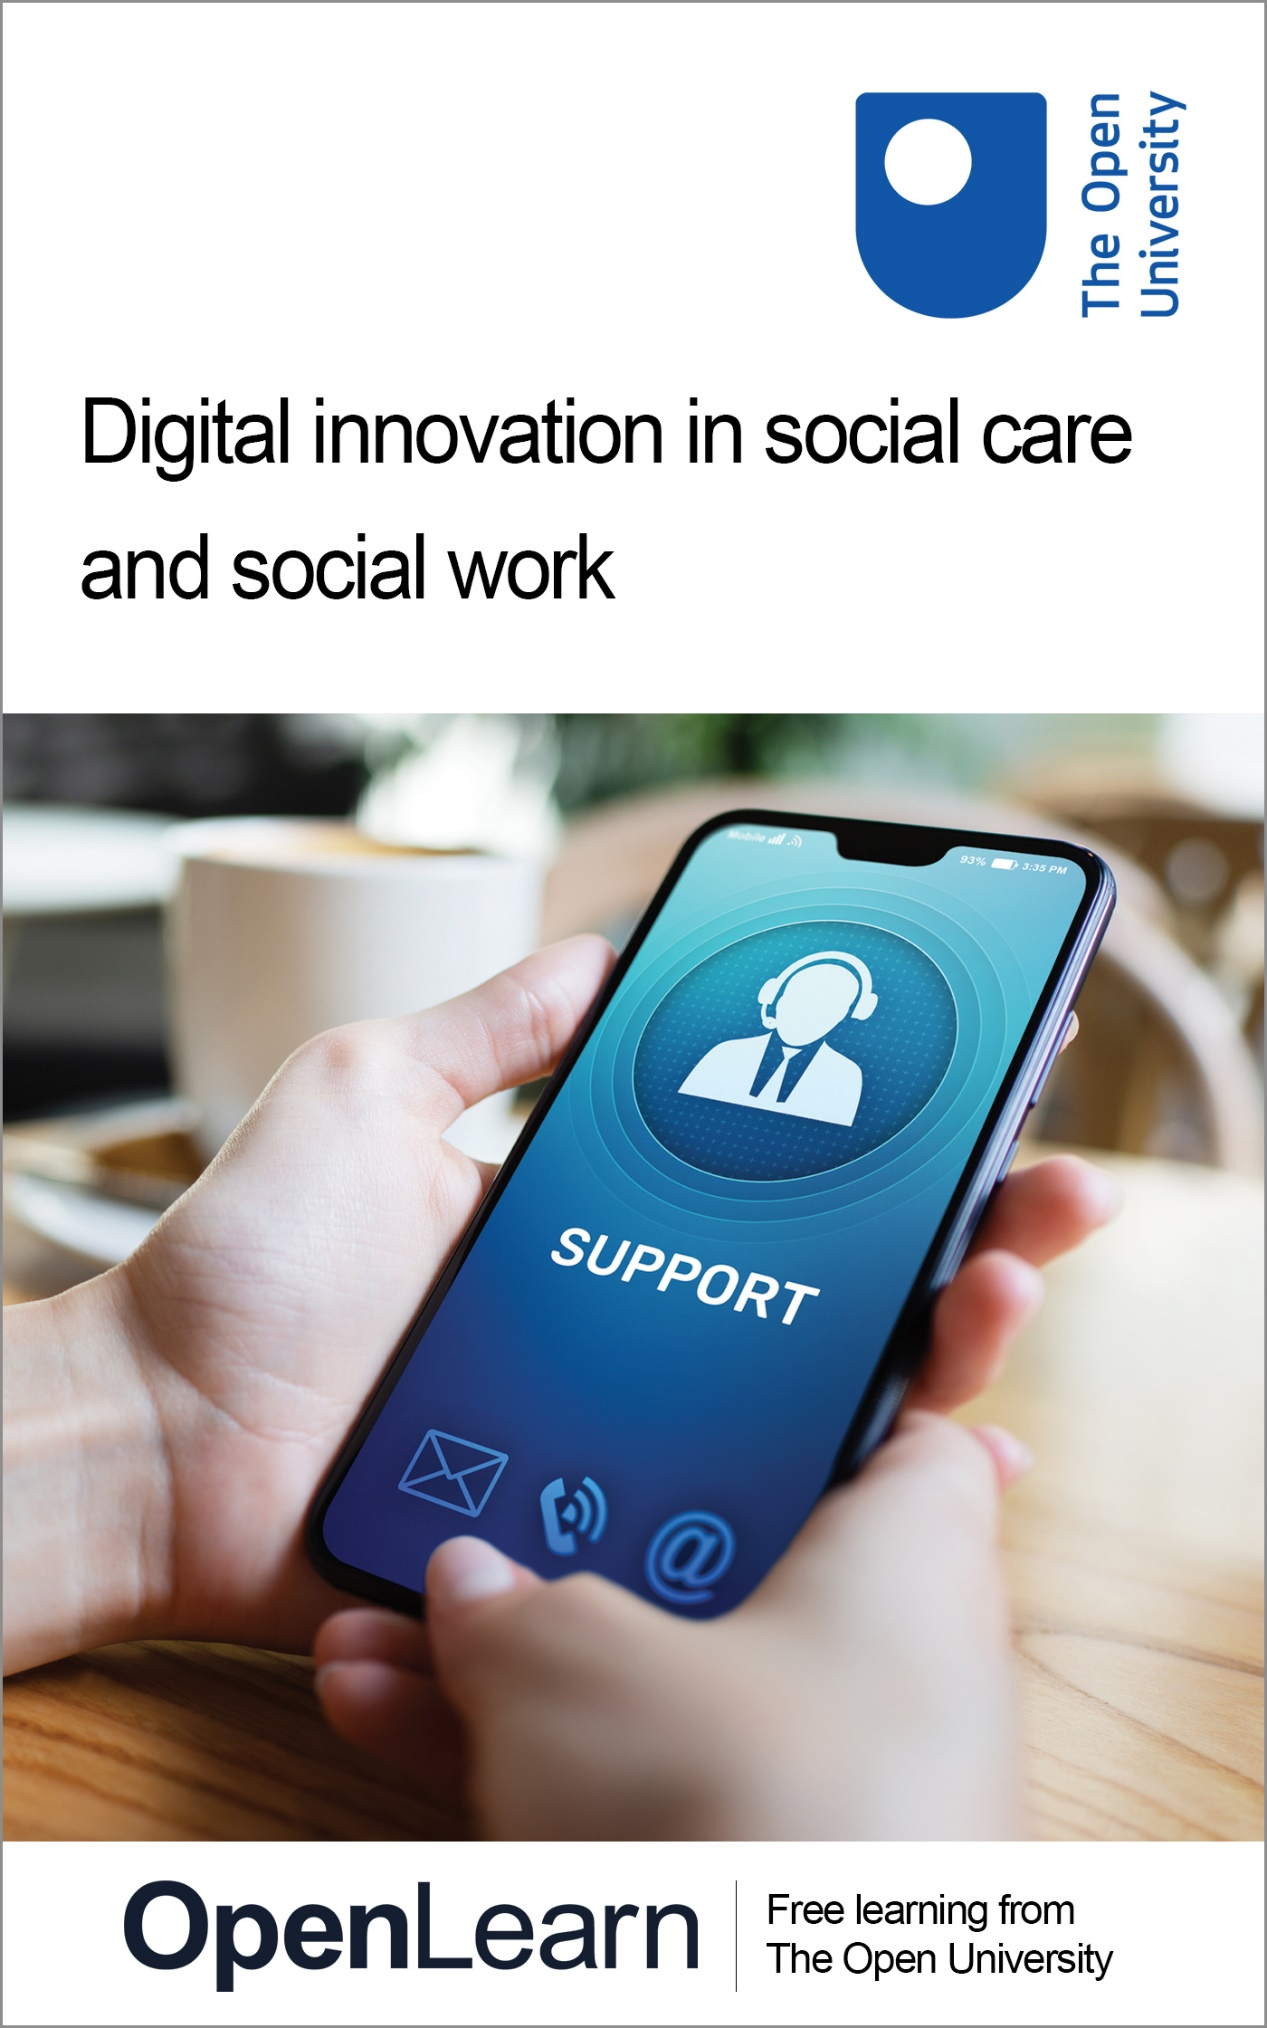 The Open
University
Digital innovation in social care
and social work
Mobile
93% 3:35 PM
SUPPORT
@
OpenLearn
Free learning from
The Open University